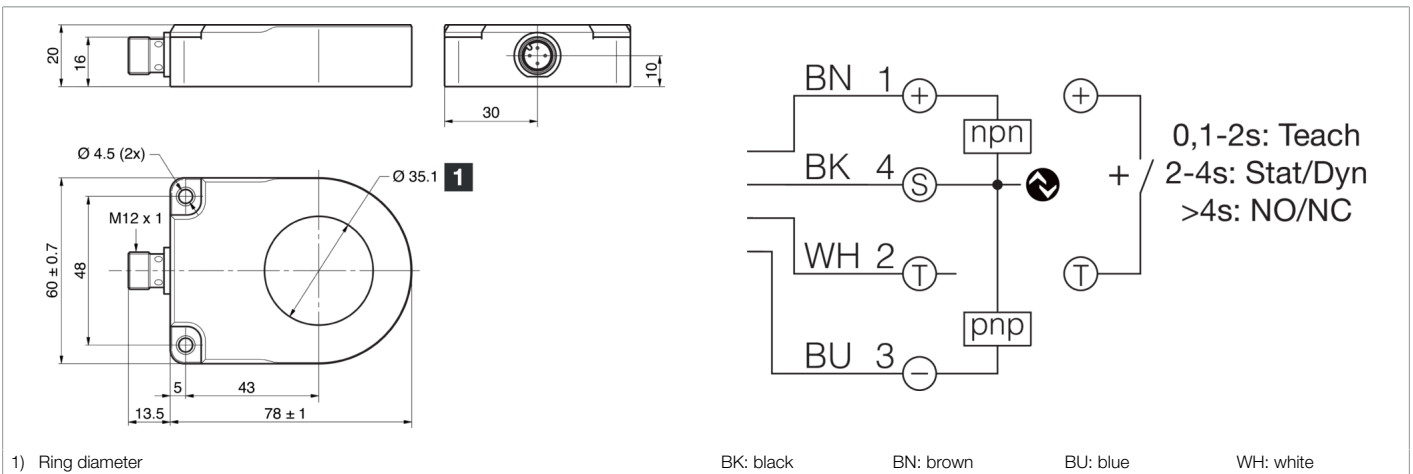 20
16
10
30
Ø 4.5 (2x)
Ø 35.1 1
M12 x 1
60 ± 0.7
48
5
43
13.5
78 ± 1
BN 1 +
npn
BK 4 S
WH 2 T
pnp
BU 3 −
+
+
T
0,1-2s: Teach
2-4s: Stat/Dyn
>4s: NO/NC
1) Ring diameter
BK: black BN: brown BU: blue WH: white